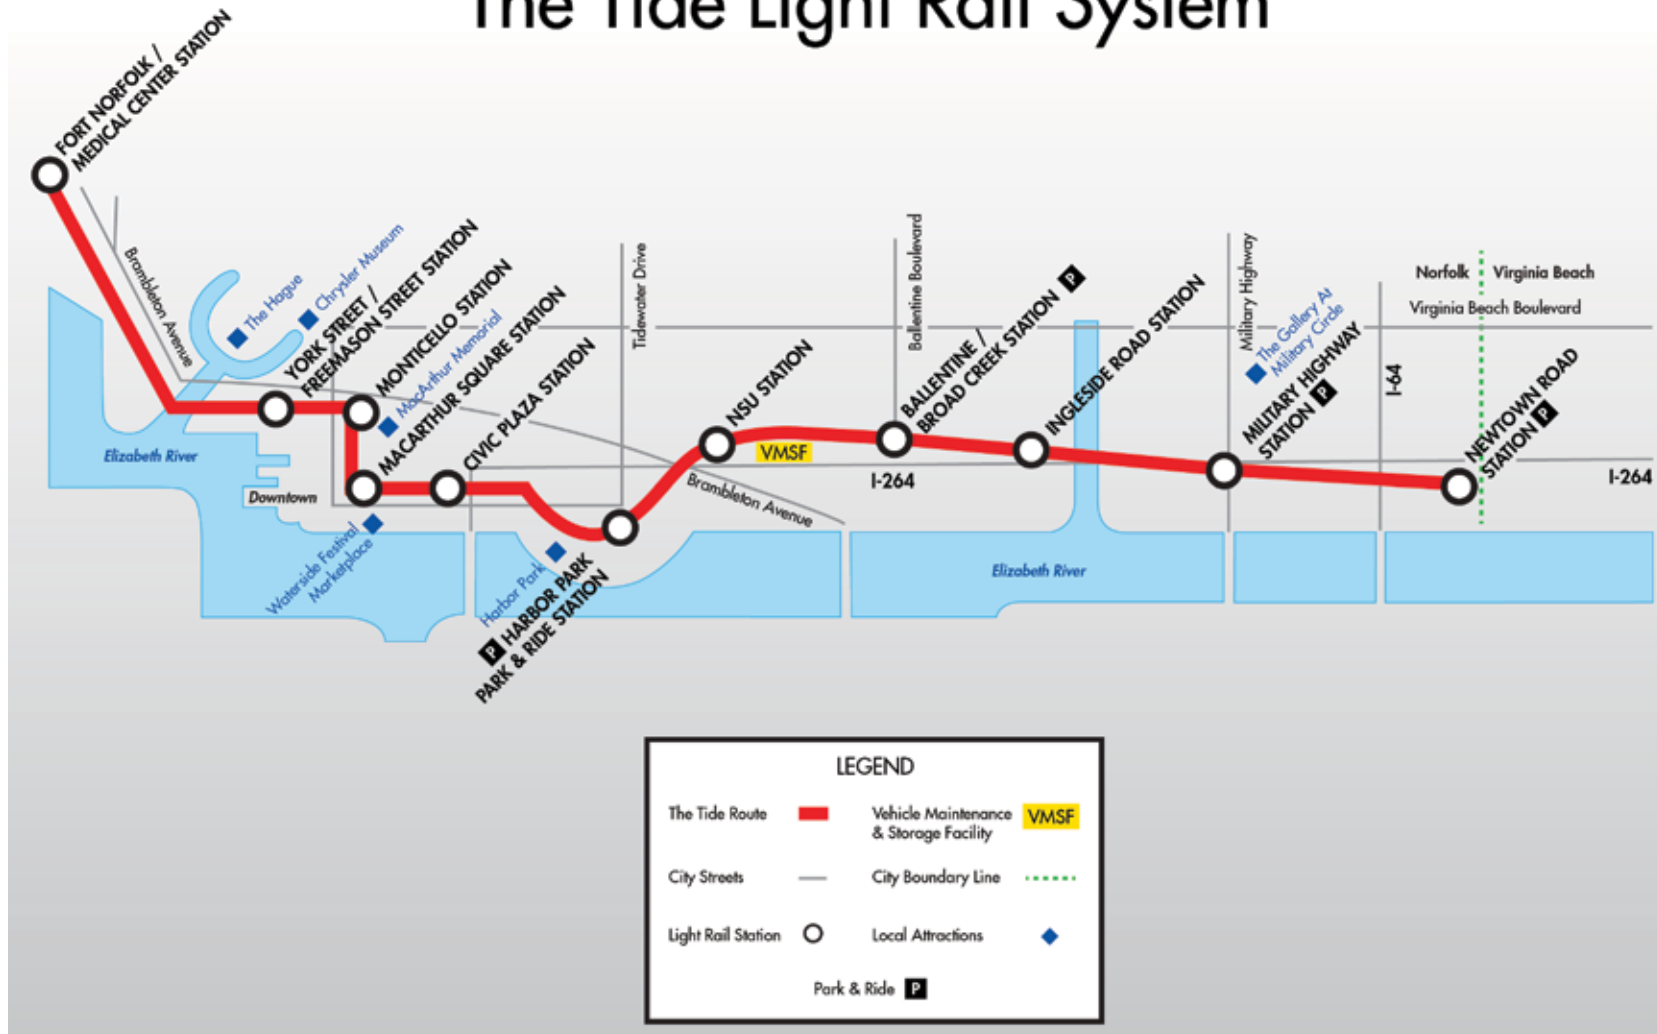 The Tide Light Rail System
FORT NORFOLK /
MEDICAL CENTER STATION
Brambleton Avenue
The Hague
Chrysler Museum
YORK STREET /
FREEMASON STREET STATION
MONTICELLO STATION
MacArthur Memorial
MACARTHUR SQUARE STATION
CIVIC PLAZA STATION
Tidewater Drive
NSU STATION
VMSF
Ballentine Boulevard
BALLENTINE /
BROAD CREEK STATION P
INGLESIDE ROAD STATION
Military Highway
The Gallery At
Military Circle
MILITARY HIGHWAY
STATION P
I-64
Norfolk
Virginia Beach
Virginia Beach Boulevard
NEWTOWN ROAD
STATION P
I-264
I-264
Brambleton Avenue
Elizabeth River
Downtown
Waterside Festival
Marketplace
Harbor Park
P HARBOR PARK
PARK & RIDE STATION
Elizabeth River
LEGEND
The Tide Route
Vehicle Maintenance
& Storage Facility
VMSF
City Streets
City Boundary Line
Light Rail Station
Local Attractions
Park & Ride P